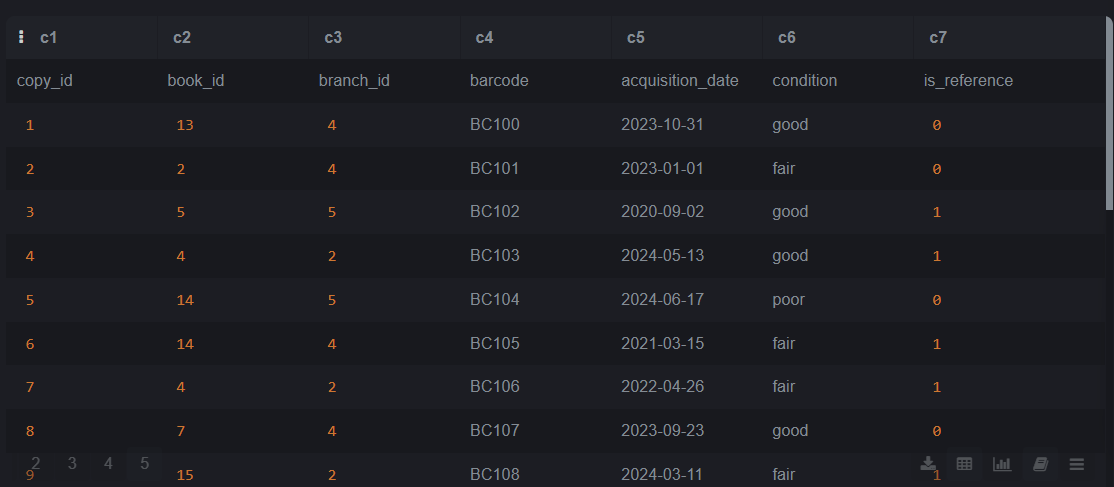 c1 c2 c3 c4 c5 c6 c7
copy_id book_id branch_id barcode acquisition_date condition is_reference
1 13 4 BC100 2023-10-31 good 0
2 2 4 BC101 2023-01-01 fair 0
3 5 5 BC102 2020-09-02 good 1
4 4 2 BC103 2024-05-13 good 1
5 14 5 BC104 2024-06-17 poor 0
6 14 4 BC105 2021-03-15 fair 1
7 4 2 BC106 2022-04-26 fair 1
8 7 4 BC107 2023-09-23 good 0
2 3 4 5
9 15 2 BC108 2024-03-11 fair 1